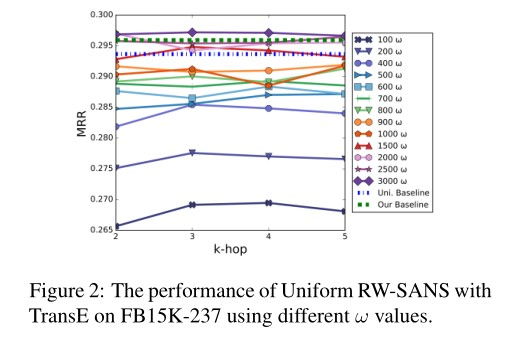 0.300
0.295
0.290
0.285
0.280
0.275
0.270
0.265
MRR
2
3
4
5
k-hop
100 ω
200 ω
400 ω
500 ω
600 ω
700 ω
800 ω
900 ω
1000 ω
1500 ω
2000 ω
2500 ω
3000 ω
Uni. Baseline
Our Baseline
Figure 2: The performance of Uniform RW-SANS with
TransE on FB15K-237 using different ω values.